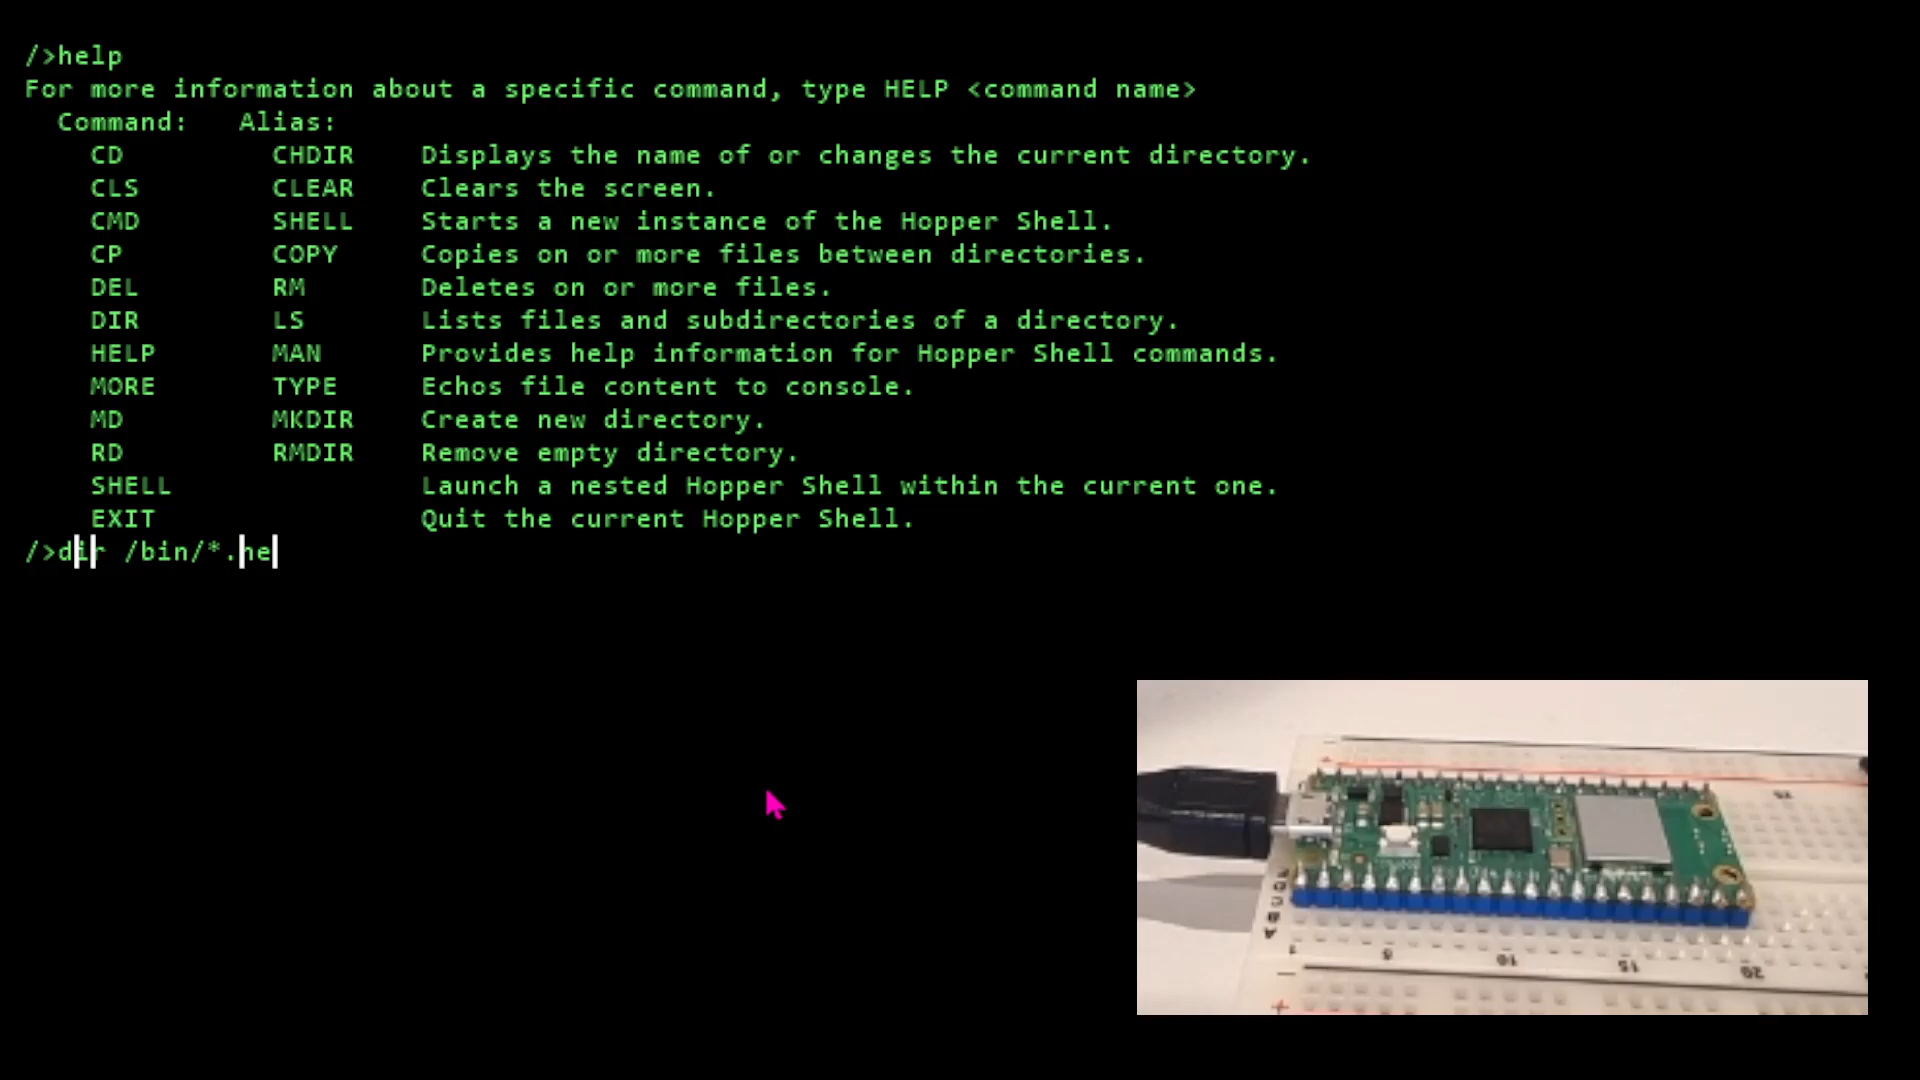 />help
For more information about a specific command, type HELP <command name>
Command: Alias:
CD CHDIR Displays the name of or changes the current directory.
CLS CLEAR Clears the screen.
CMD SHELL Starts a new instance of the Hopper Shell.
CP COPY Copies on or more files between directories.
DEL RM Deletes on or more files.
DIR LS Lists files and subdirectories of a directory.
HELP MAN Provides help information for Hopper Shell commands.
MORE TYPE Echos file content to console.
MD MKDIR Create new directory.
RD RMDIR Remove empty directory.
SHELL Launch a nested Hopper Shell within the current one.
EXIT Quit the current Hopper Shell.
/>dir /bin/*.he
1 5 10 15 20